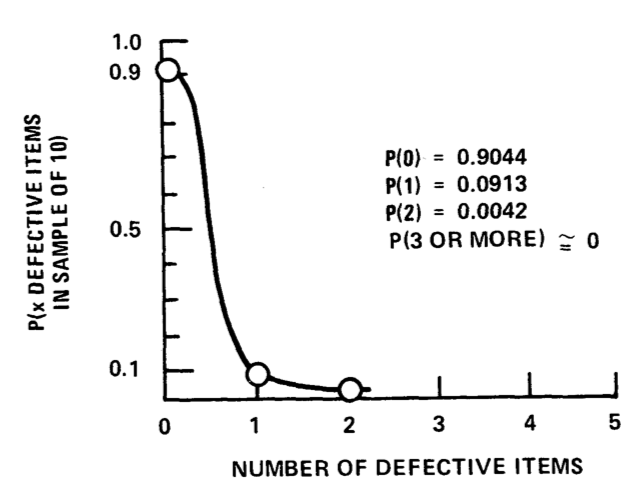 1.0
0.9
0.5
0.1
P(x DEFECTIVE ITEMS
IN SAMPLE OF 10)
P(0) = 0.9044
P(1) = 0.0913
P(2) = 0.0042
P(3 OR MORE) ≅ 0
0 1 2 3 4 5
NUMBER OF DEFECTIVE ITEMS